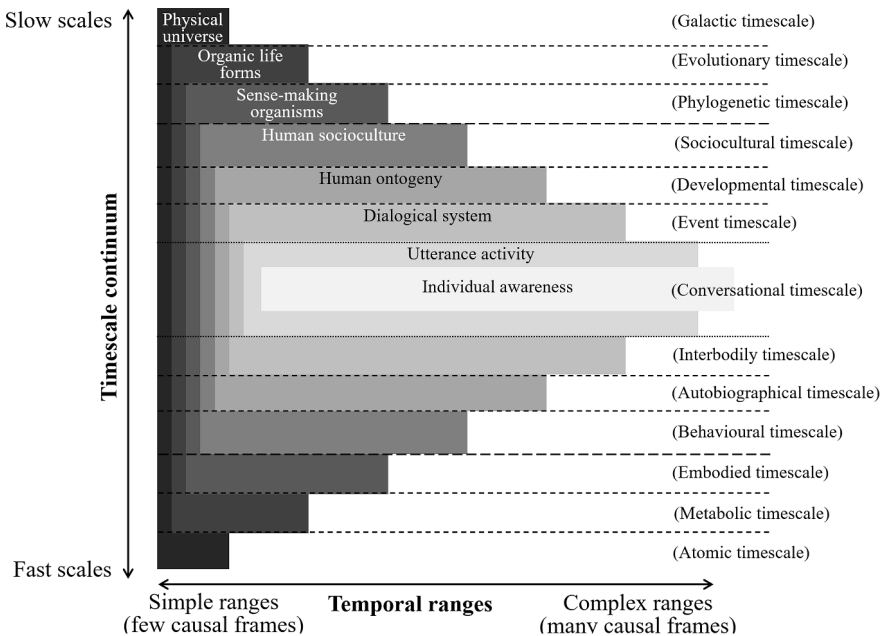 Slow scales
Physical
universe
(Galactic timescale)
Organic life
forms
(Evolutionary timescale)
Sense-making
organisms
(Phylogenetic timescale)
Human socioculture
(Sociocultural timescale)
Human ontogeny
(Developmental timescale)
Dialogical system
(Event timescale)
Utterance activity
Individual awareness
(Conversational timescale)
Timescale continuum
(Interbodily timescale)
(Autobiographical timescale)
(Behavioural timescale)
(Embodied timescale)
(Metabolic timescale)
(Atomic timescale)
Fast scales
Simple ranges
(few causal frames)
Temporal ranges
Complex ranges
(many causal frames)